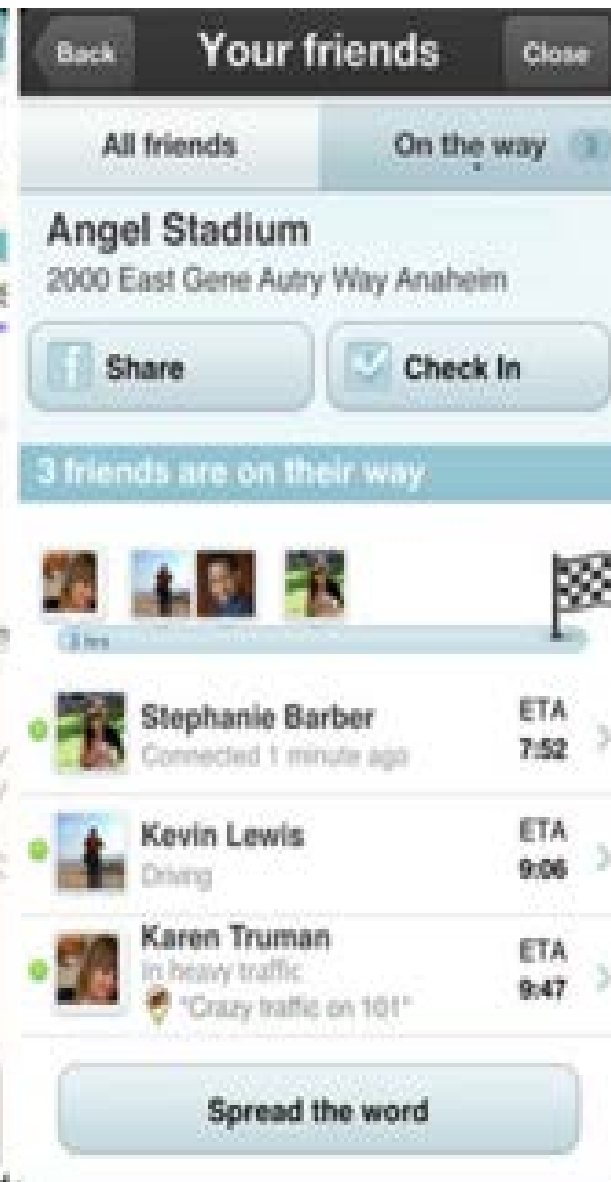 Back
Your friends
Close
All friends
On the way
3
Angel Stadium
2000 East Gene Autry Way Anaheim
Share
Check In
3 friends are on their way
Stephanie Barber
Connected 1 minute ago
ETA
7:52
Kevin Lewis
Driving
ETA
9:06
Karen Truman
In heavy traffic
"Crazy traffic on 101"
ETA
9:47
Spread the word